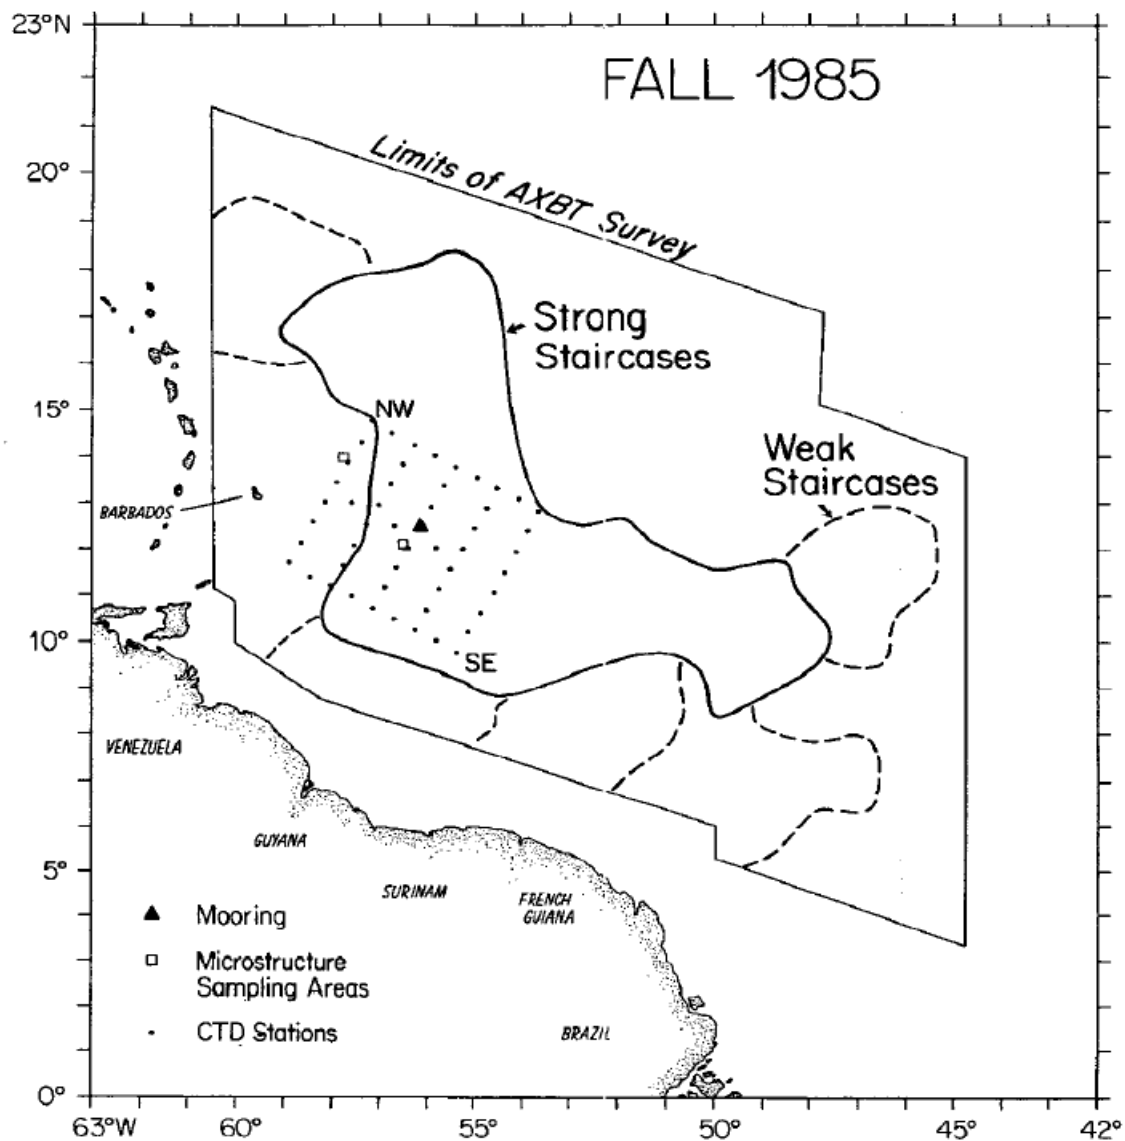 23°N
FALL 1985
Limits of AXBT Survey
20°
Strong
Staircases
15°
NW
Weak
Staircases
BARBADOS
10°
SE
VENEZUELA
GUYANA
5°
SURINAM
FRENCH
GUIANA
Mooring
Microstructure
Sampling Areas
CTD Stations
BRAZIL
0°
63°W 60° 55° 50° 45° 42°